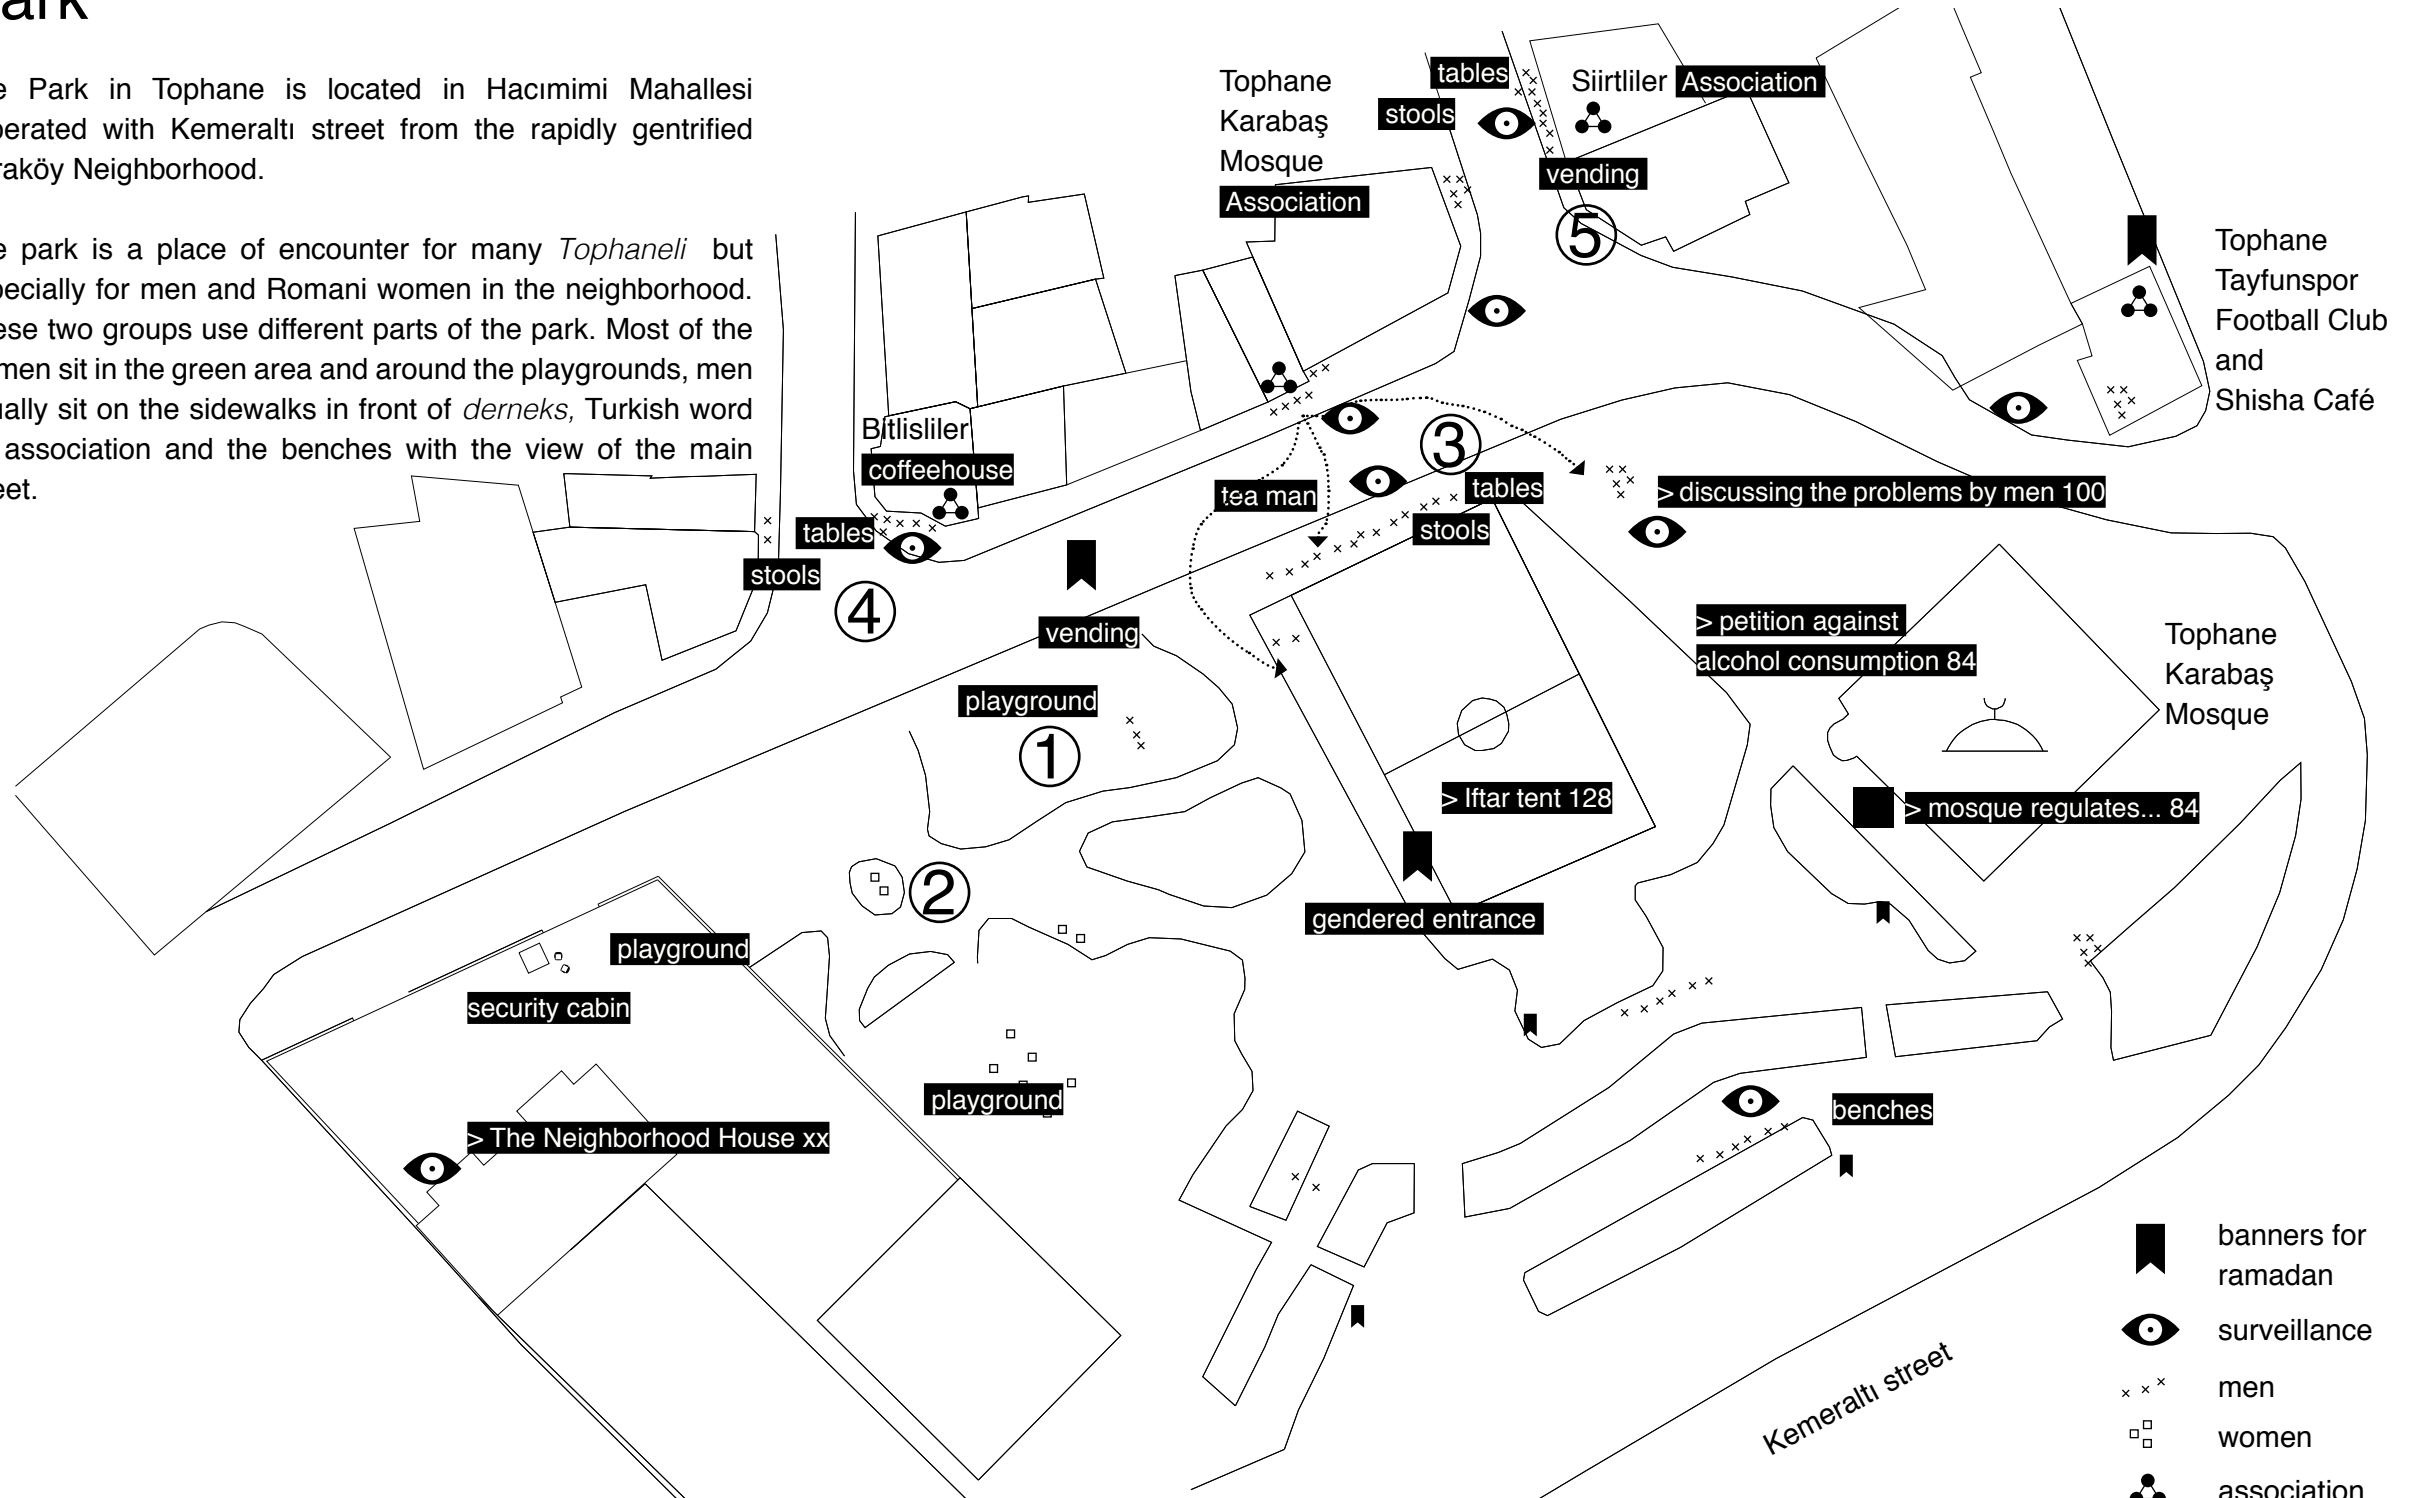 ark
e Park in Tophane is located in Hacımimi Mahallesi
perated with Kemeraltı street from the rapidly gentrified
raköy Neighborhood.
e park is a place of encounter for many Tophaneli but
pecially for men and Romani women in the neighborhood.
ese two groups use different parts of the park. Most of the
men sit in the green area and around the playgrounds, men
ually sit on the sidewalks in front of derneks, Turkish word
association and the benches with the view of the main
eet.
Tophane
Karabaş
Mosque
Association
tables
stools
Siirtliler Association
vending
5
Tophane
Tayfunspor
Football Club
and
Shisha Café
Bitlisliler
coffeehouse
tables
stools
4
tea man
3
tables
stools
> discussing the problems by men 100
vending
playground
1
> petition against
alcohol consumption 84
Tophane
Karabaş
Mosque
> Iftar tent 128
> mosque regulates... 84
2
gendered entrance
playground
security cabin
playground
> The Neighborhood House xx
benches
Kemeraltı street
banners for
ramadan
surveillance
men
women
association